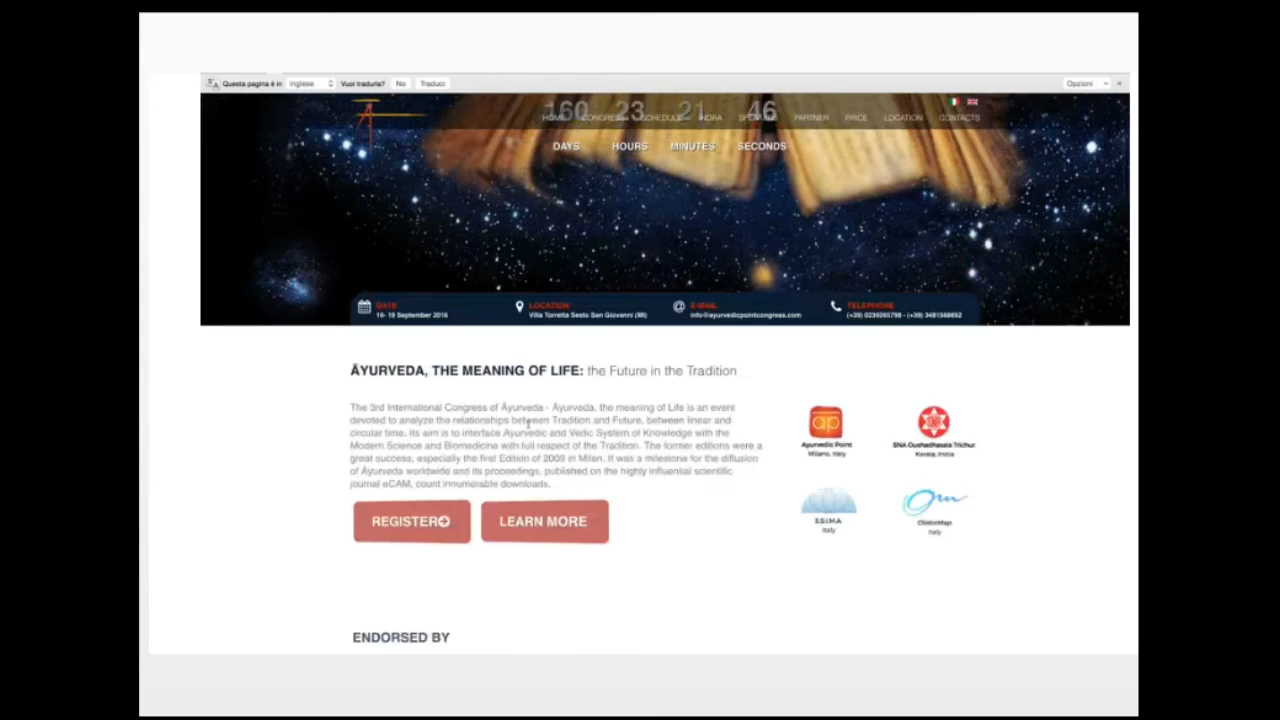 Questa pagina è in inglese Vuoi tradurla? No Traduci Opzioni
160 23 21 46
HOME CONGRESS SCHEDULE INDRA SPEAKER PARTNER PRICE LOCATION CONTACTS
DAYS HOURS MINUTES SECONDS
DATE
16- 19 September 2016
LOCATION
Villa Torretta Sesto San Giovanni (MI)
E-MAIL
info@ayurvedicpointcongress.com
TELEPHONE
ĀYURVEDA, THE MEANING OF LIFE: the Future in the Tradition
The 3rd International Congress of Āyurveda - Āyurveda, the meaning of Life is an event
devoted to analyze the relationships between Tradition and Future, between linear and
circular time. Its aim is to interface Ayurvedic and Vedic System of Knowledge with the
Modern Science and Biomedicine with full respect of the Tradition. The former editions were a
great success, especially the first Edition of 2009 in Milan. It was a milestone for the diffusion
of Āyurveda worldwide and its proceedings, published on the highly influential scientific
journal eCAM, count innumerable downloads.
REGISTER
LEARN MORE
ap
Ayurvedic Point
Milano, Italy
SNA Oushadhasala Trichur
Kerala, India
SSIMA
Italy
OlisticMap
Italy
ENDORSED BY